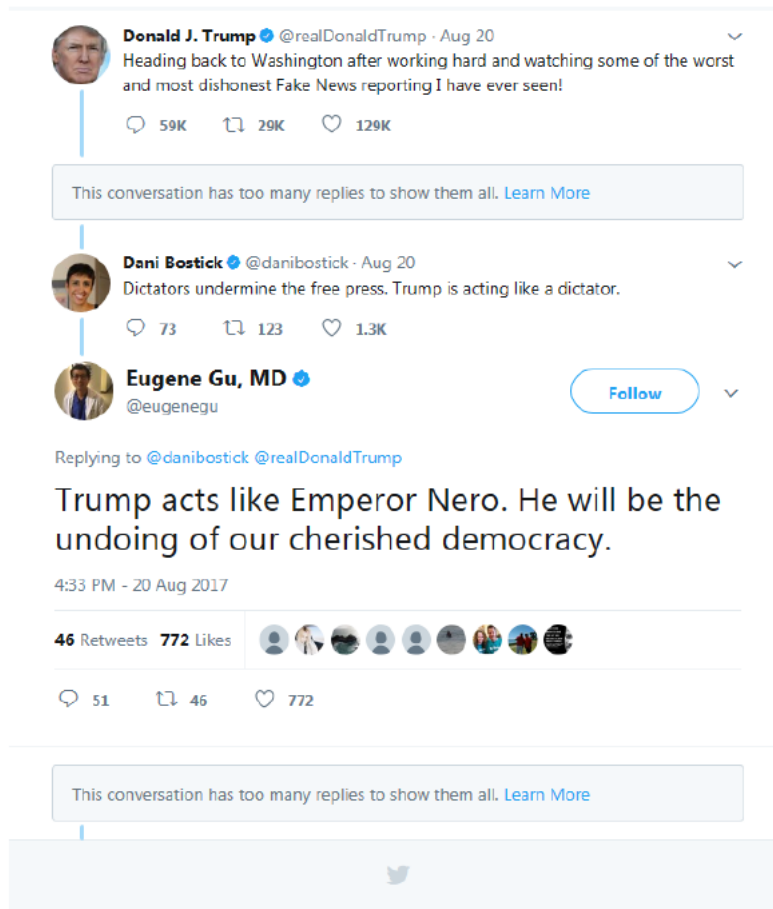 Donald J. Trump @realDonaldTrump · Aug 20
Heading back to Washington after working hard and watching some of the worst
and most dishonest Fake News reporting I have ever seen!
59K 29K 129K
This conversation has too many replies to show them all. Learn More
Dani Bostick @danibostick · Aug 20
Dictators undermine the free press. Trump is acting like a dictator.
73 123 1.3K
Eugene Gu, MD
@eugenegu
Follow
Replying to @danibostick @realDonaldTrump
Trump acts like Emperor Nero. He will be the
undoing of our cherished democracy.
4:33 PM - 20 Aug 2017
46 Retweets 772 Likes
51 46 772
This conversation has too many replies to show them all. Learn More